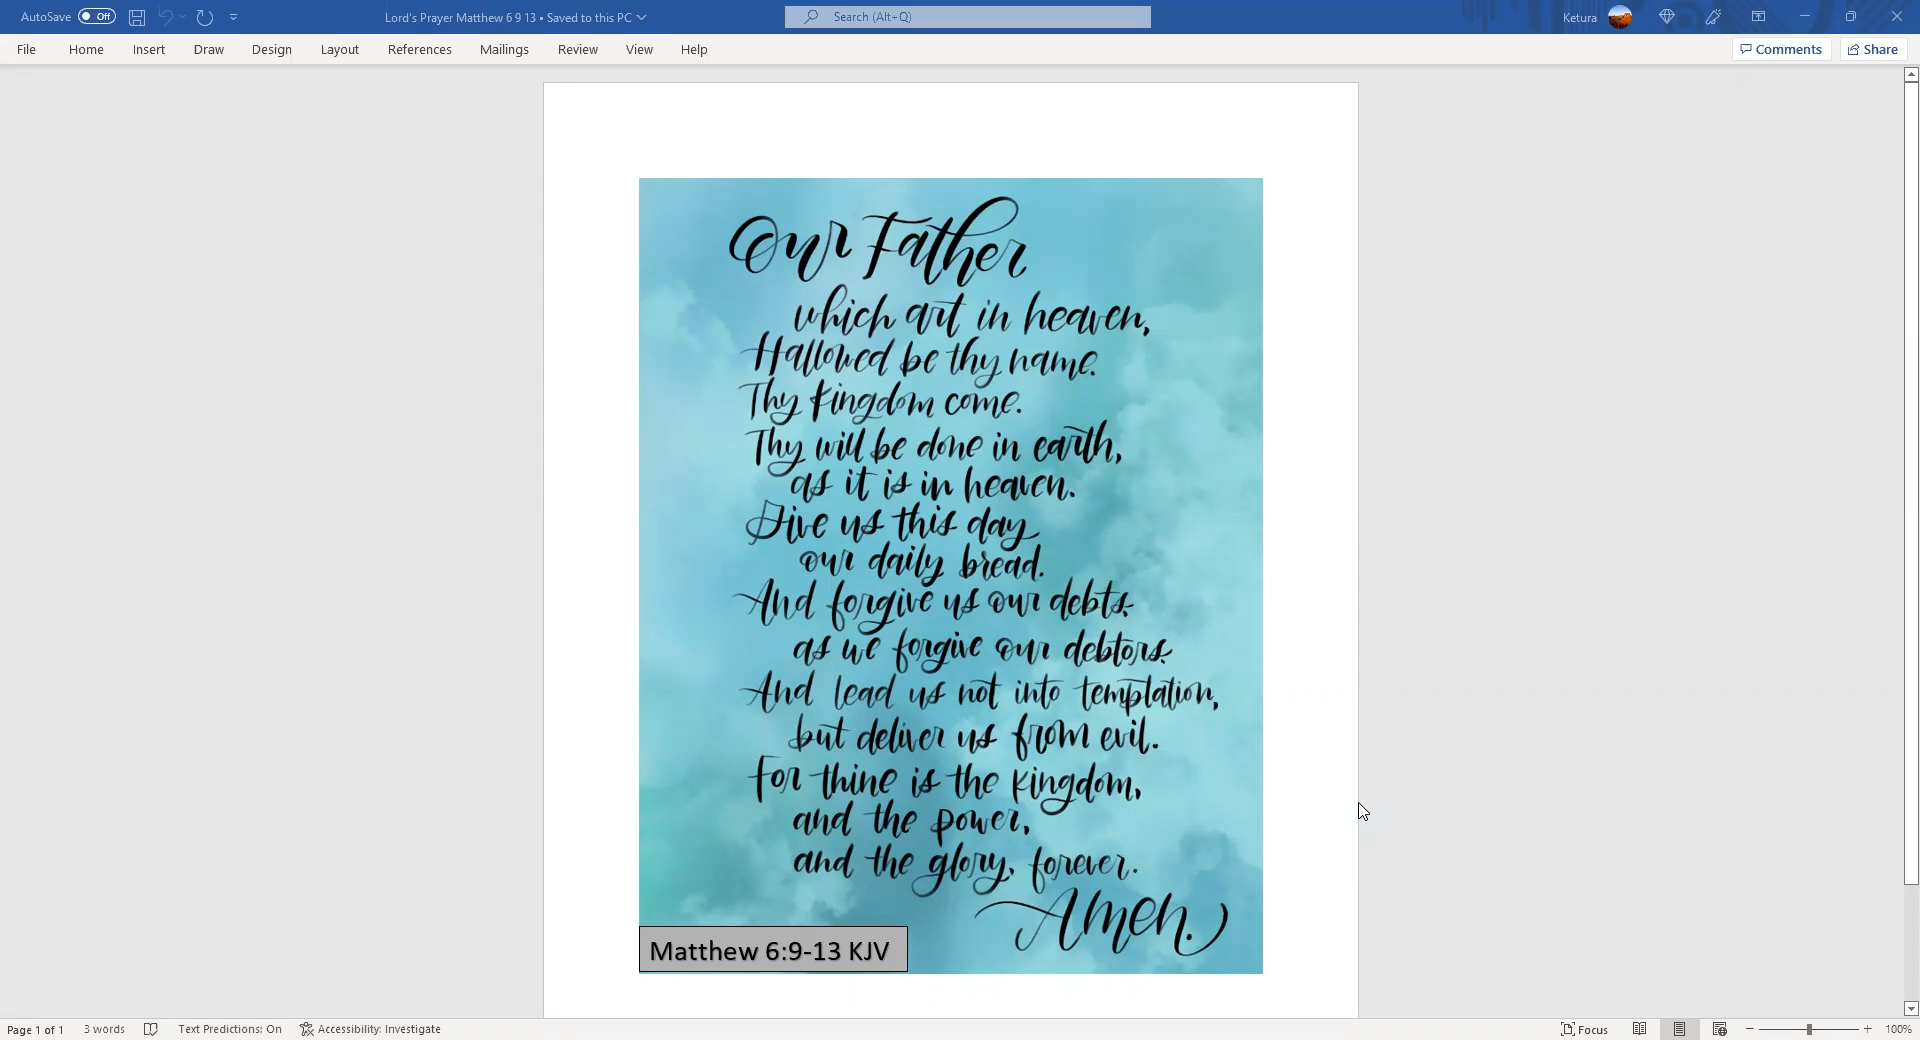 AutoSave Off Lord's Prayer Matthew 6 9 13 • Saved to this PC Search (Alt+Q) Ketura
File Home Insert Draw Design Layout References Mailings Review View Help Comments Share
Our Father
which art in heaven,
Hallowed be thy name.
Thy kingdom come.
Thy will be done in earth,
as it is in heaven.
Give us this day
our daily bread.
And forgive us our debts,
as we forgive our debtors.
And lead us not into temptation,
but deliver us from evil.
For thine is the kingdom,
and the power,
and the glory, forever.
Amen.
Matthew 6:9-13 KJV
Page 1 of 1 3 words Text Predictions: On Accessibility: Investigate Focus 100%